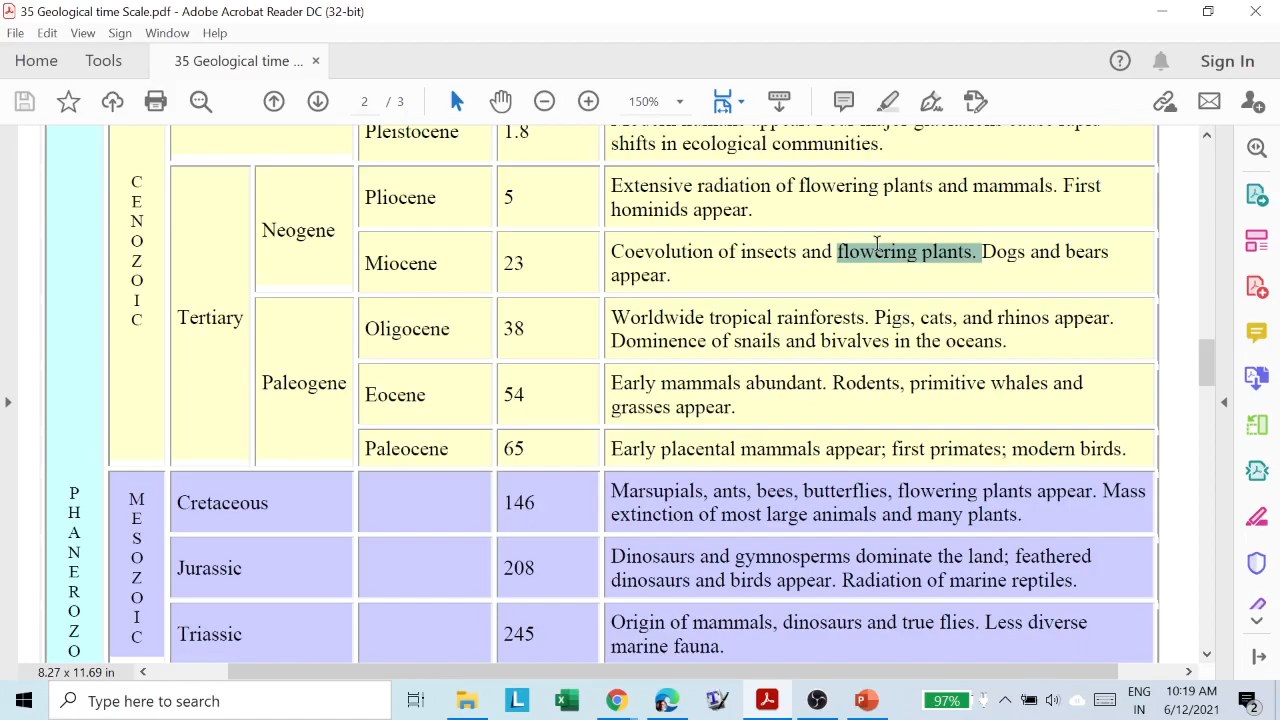 35 Geological time Scale.pdf - Adobe Acrobat Reader DC (32-bit)
File Edit View Sign Window Help
Home Tools 35 Geological time ... × Sign In
2 / 3 150%
Pleistocene 1.8
shifts in ecological communities.
CENOZOIC
Tertiary
Neogene
Pliocene 5 Extensive radiation of flowering plants and mammals. First
hominids appear.
Miocene 23 Coevolution of insects and flowering plants. Dogs and bears
appear.
Paleogene
Oligocene 38 Worldwide tropical rainforests. Pigs, cats, and rhinos appear.
Dominence of snails and bivalves in the oceans.
Eocene 54 Early mammals abundant. Rodents, primitive whales and
grasses appear.
Paleocene 65 Early placental mammals appear; first primates; modern birds.
PHANEROZO
MESOZOIC
Cretaceous 146 Marsupials, ants, bees, butterflies, flowering plants appear. Mass
extinction of most large animals and many plants.
Jurassic 208 Dinosaurs and gymnosperms dominate the land; feathered
dinosaurs and birds appear. Radiation of marine reptiles.
Triassic 245 Origin of mammals, dinosaurs and true flies. Less diverse
marine fauna.
8.27 x 11.69 in
Type here to search
97%
ENG
IN
10:19 AM
6/12/2021
2